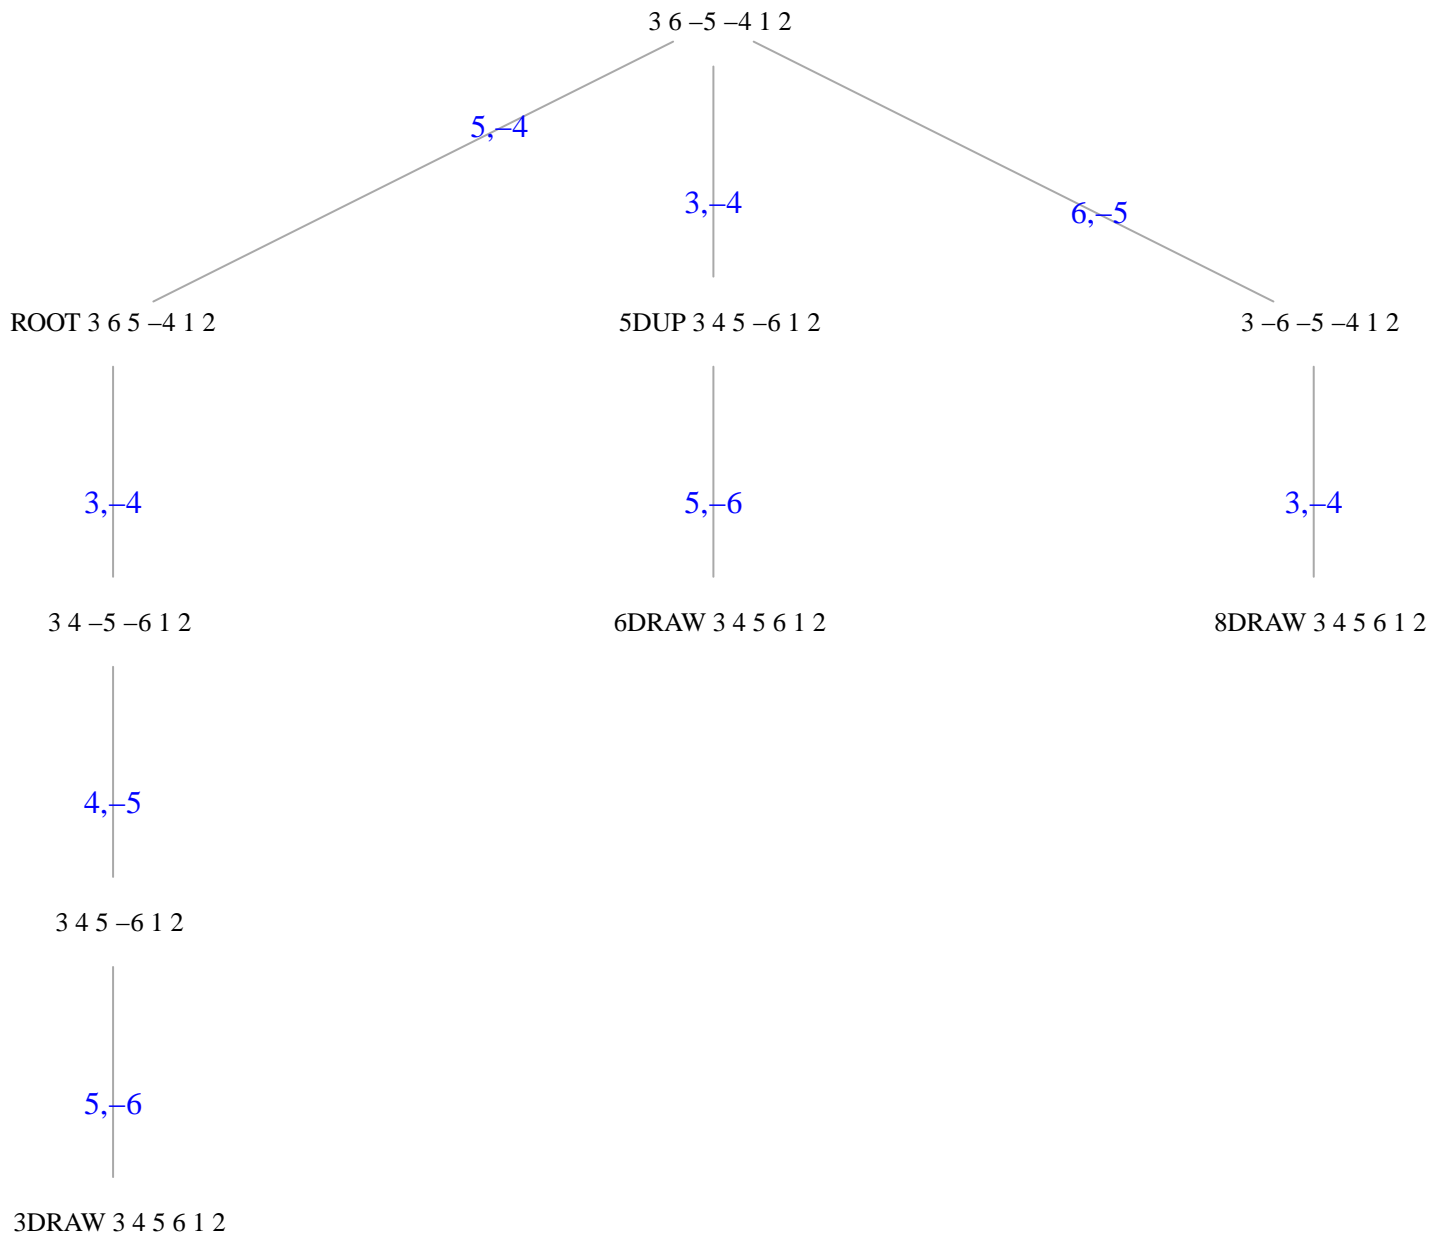 3 6 –5 –4 1 2
5,–4
3,–4
6,–5
ROOT 3 6 5 –4 1 2
5DUP 3 4 5 –6 1 2
3 –6 –5 –4 1 2
3,–4
5,–6
3,–4
3 4 –5 –6 1 2
6DRAW 3 4 5 6 1 2
8DRAW 3 4 5 6 1 2
4,–5
3 4 5 –6 1 2
5,–6
3DRAW 3 4 5 6 1 2